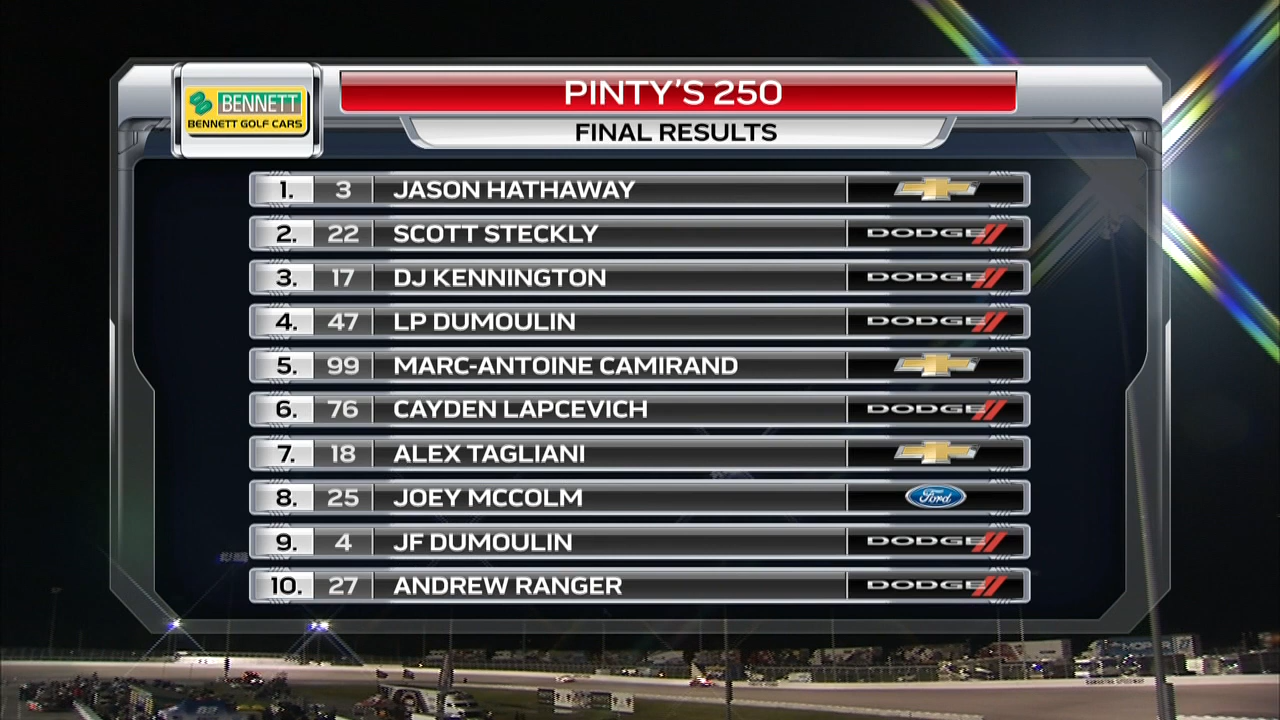 BENNETT
BENNETT GOLF CARS
PINTY'S 250
FINAL RESULTS
1. 3 JASON HATHAWAY
2. 22 SCOTT STECKLY DODGE
3. 17 DJ KENNINGTON DODGE
4. 47 LP DUMOULIN DODGE
5. 99 MARC-ANTOINE CAMIRAND
6. 76 CAYDEN LAPCEVICH DODGE
7. 18 ALEX TAGLIANI
8. 25 JOEY MCCOLM Ford
9. 4 JF DUMOULIN DODGE
10. 27 ANDREW RANGER DODGE
MOPAR